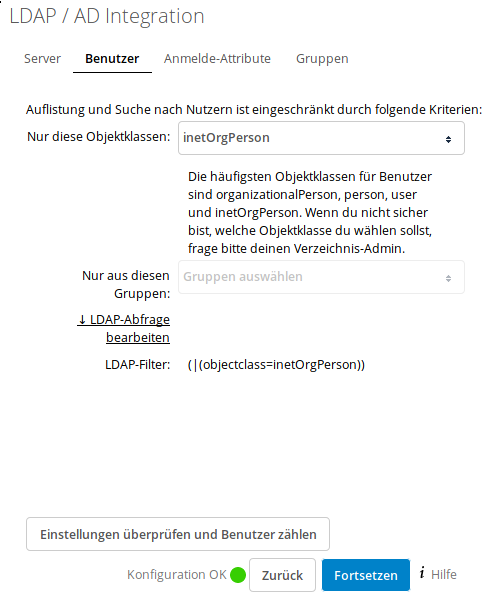 LDAP / AD Integration
Server Benutzer Anmelde-Attribute Gruppen
Auflistung und Suche nach Nutzern ist eingeschränkt durch folgende Kriterien:
Nur diese Objektklassen: inetOrgPerson
Die häufigsten Objektklassen für Benutzer
sind organizationalPerson, person, user
und inetOrgPerson. Wenn du nicht sicher
bist, welche Objektklasse du wählen sollst,
frage bitte deinen Verzeichnis-Admin.
Nur aus diesen Gruppen auswählen
Gruppen:
↓ LDAP-Abfrage
bearbeiten
LDAP-Filter: (|(objectclass=inetOrgPerson))
Einstellungen überprüfen und Benutzer zählen
Konfiguration OK Zurück Fortsetzen i Hilfe